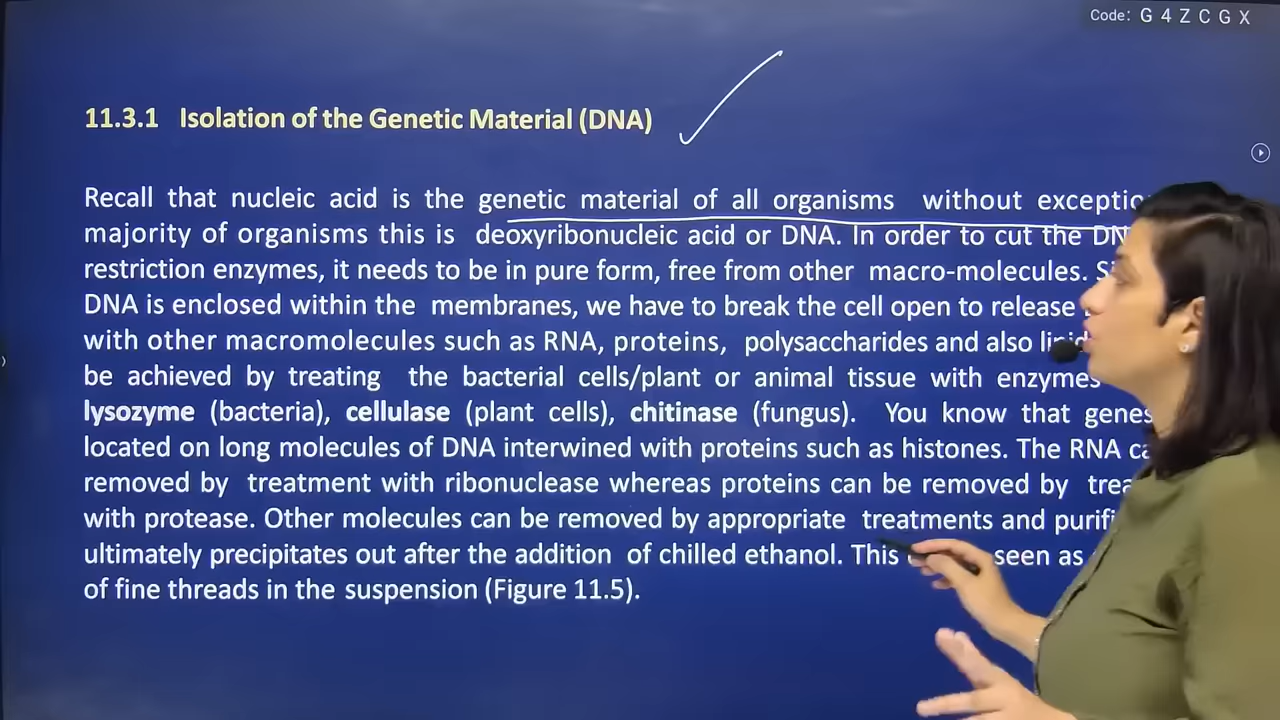 Code: G 4 Z C G X
11.3.1 Isolation of the Genetic Material (DNA)
Recall that nucleic acid is the genetic material of all organisms without
majority of organisms this is deoxyribonucleic acid or DNA. In order to cut the
restriction enzymes, it needs to be in pure form, free from other macro-molecules.
DNA is enclosed within the membranes, we have to break the cell open to release
with other macromolecules such as RNA, proteins, polysaccharides and also
be achieved by treating the bacterial cells/plant or animal tissue with enzymes
lysozyme (bacteria), cellulase (plant cells), chitinase (fungus). You know that genes
located on long molecules of DNA interwined with proteins such as histones. The RNA
removed by treatment with ribonuclease whereas proteins can be removed by
with protease. Other molecules can be removed by appropriate treatments and
ultimately precipitates out after the addition of chilled ethanol. This seen as
of fine threads in the suspension (Figure 11.5).